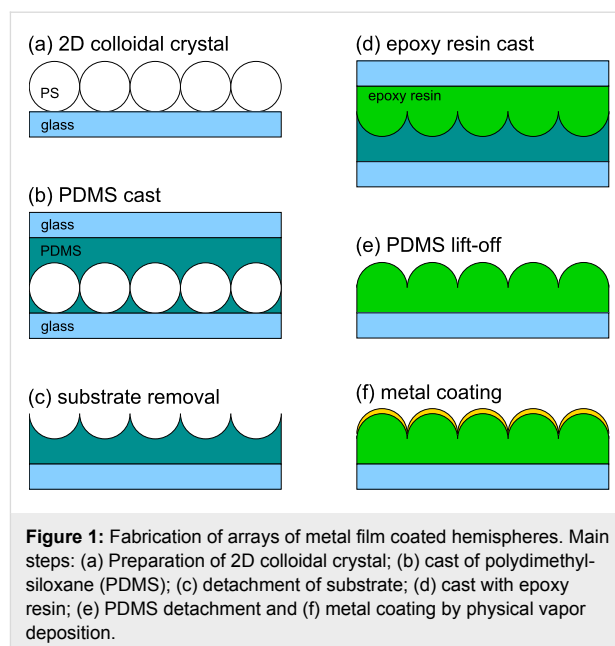 (a) 2D colloidal crystal
PS
glass
(b) PDMS cast
glass
PDMS
glass
(c) substrate removal
(d) epoxy resin cast
epoxy resin
(e) PDMS lift-off
(f) metal coating
Figure 1: Fabrication of arrays of metal film coated hemispheres. Main
steps: (a) Preparation of 2D colloidal crystal; (b) cast of polydimethyl-
siloxane (PDMS); (c) detachment of substrate; (d) cast with epoxy
resin; (e) PDMS detachment and (f) metal coating by physical vapor
deposition.